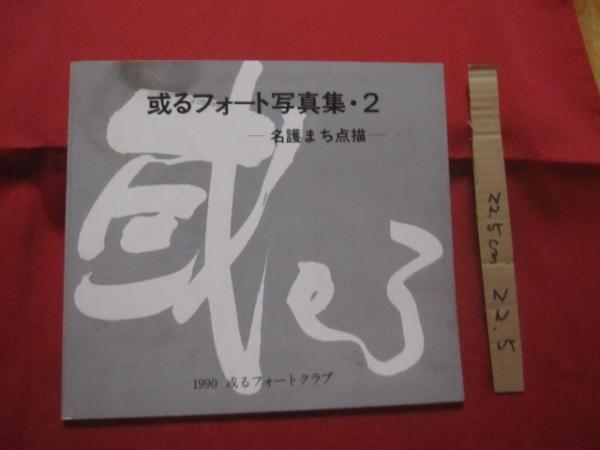 或るフォート写真集・2
―名護まち点描―
或る
1990 或るフォートクラブ
22.5cm 22.5